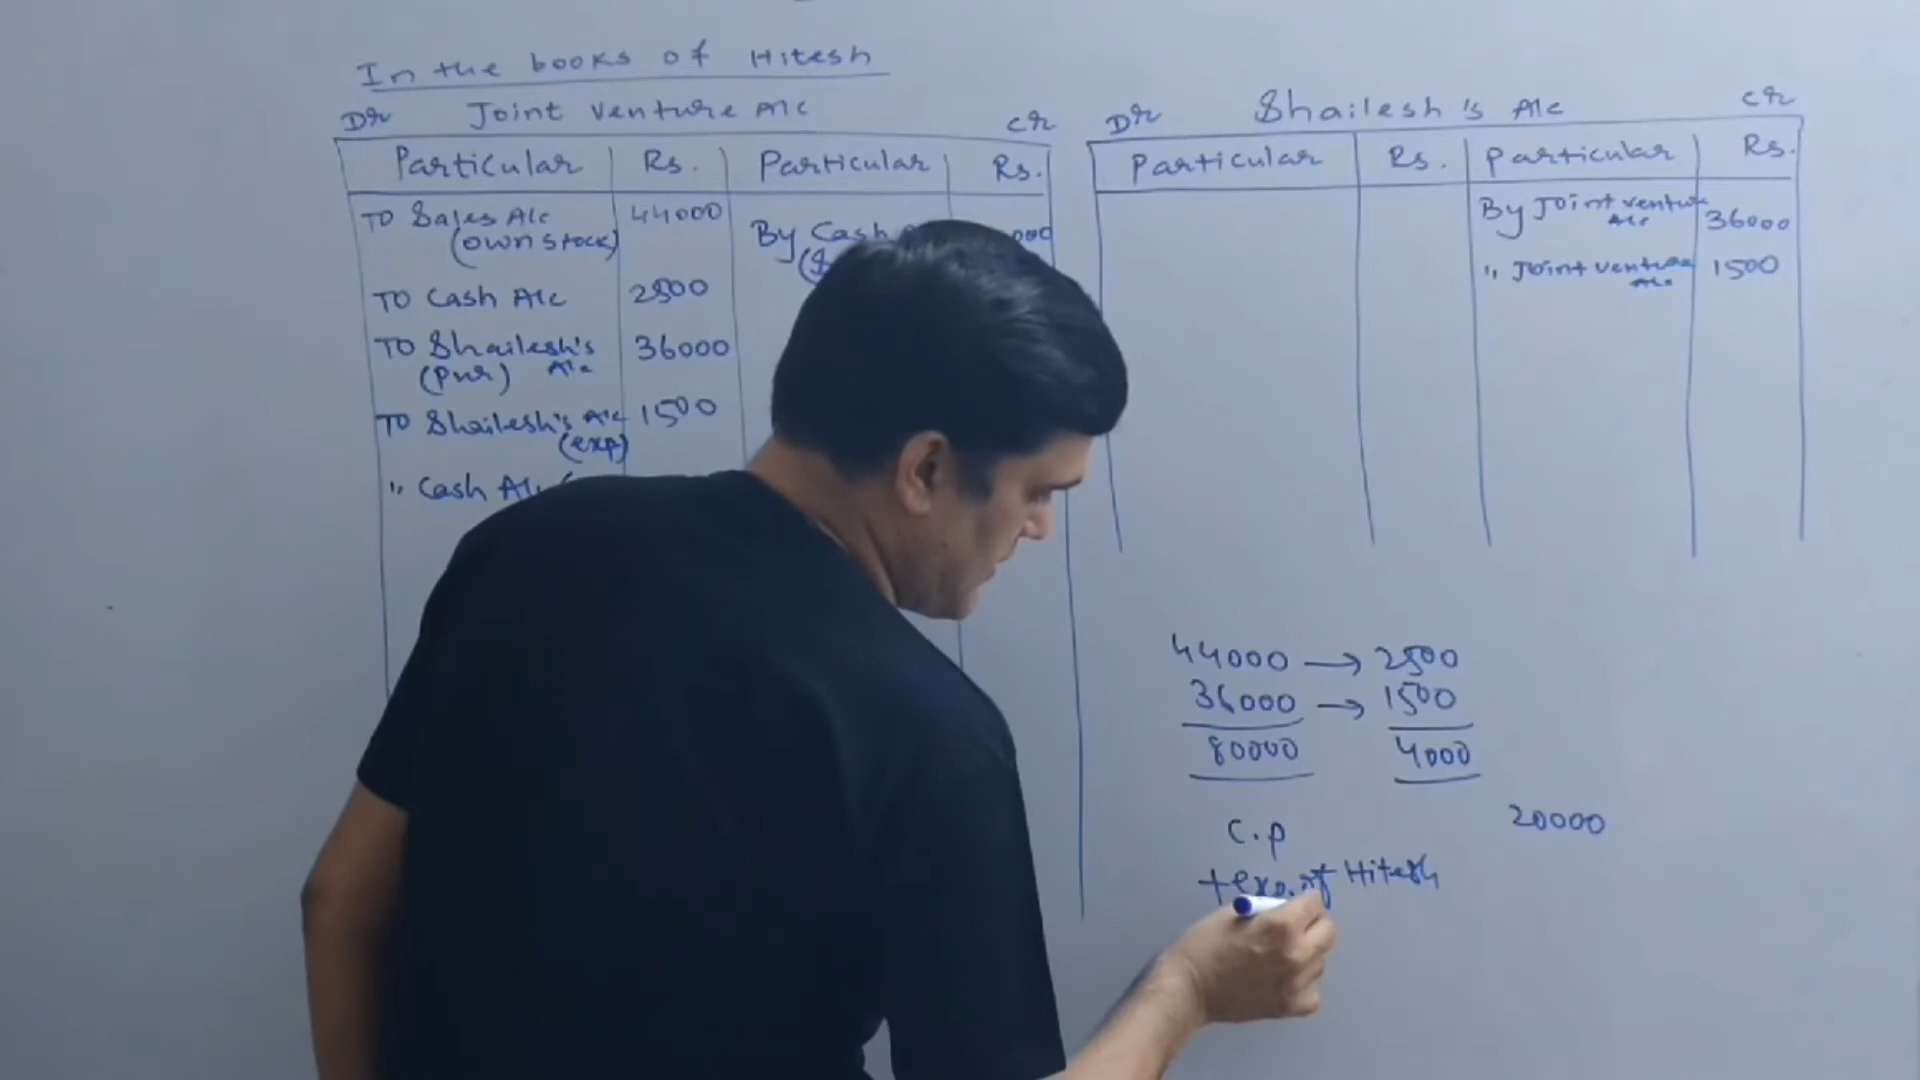 In the books of Hitesh
Dr Joint Venture A/c Cr
Particular Rs. Particular Rs.
To Sales A/c 44000
(own stock)
To Cash A/c 2500
To Shailesh's A/c 36000
(Pur)
To Shailesh's A/c 1500
(exp)
" Cash A/c
By Cash
Dr Shailesh's A/c Cr
Particular Rs. Particular Rs.
By Joint venture A/c 36000
" Joint venture A/c 1500
44000 → 2500
36000 → 1500
80000 4000
C.P 20000
+ exp. of Hitesh